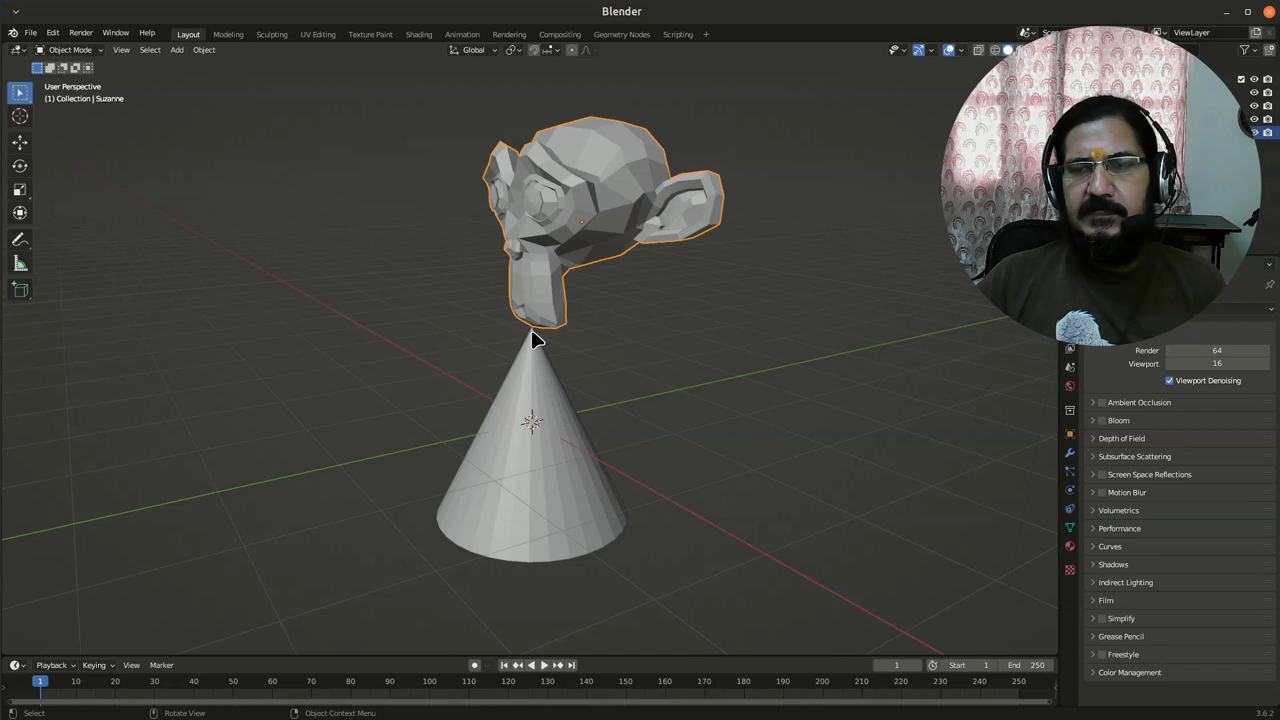 Blender
File Edit Render Window Help Layout Modeling Sculpting UV Editing Texture Paint Shading Animation Rendering Compositing Geometry Nodes Scripting + ViewLayer
Object Mode View Select Add Object Global
User Perspective
(1) Collection | Suzanne
Render 64
Viewport 16
Viewport Denoising
Ambient Occlusion
Bloom
Depth of Field
Subsurface Scattering
Screen Space Reflections
Motion Blur
Volumetrics
Performance
Curves
Shadows
Indirect Lighting
Film
Simplify
Grease Pencil
Freestyle
Color Management
Playback Keying View Marker 1 Start 1 End 250
1 10 20 30 40 50 60 70 80 90 100 110 120 130 140 150 160 170 180 190 200 210 220 230 240 250
Select Rotate View Object Context Menu 3.6.2